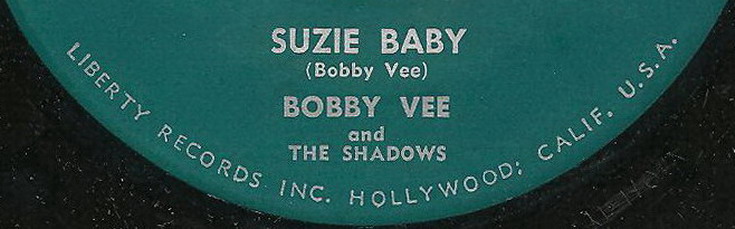 SUZIE BABY
(Bobby Vee)
BOBBY VEE
and
THE SHADOWS
LIBERTY RECORDS INC. HOLLYWOOD; CALIF. U.S.A.